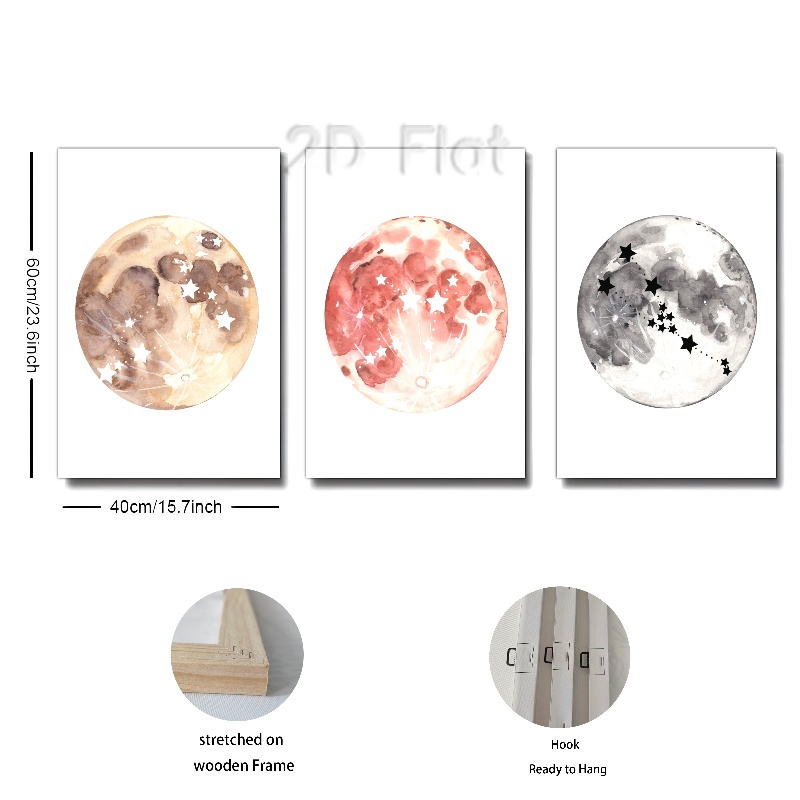 2D Flat
60cm/23.6inch
40cm/15.7inch
stretched on
wooden Frame
Hook
Ready to Hang